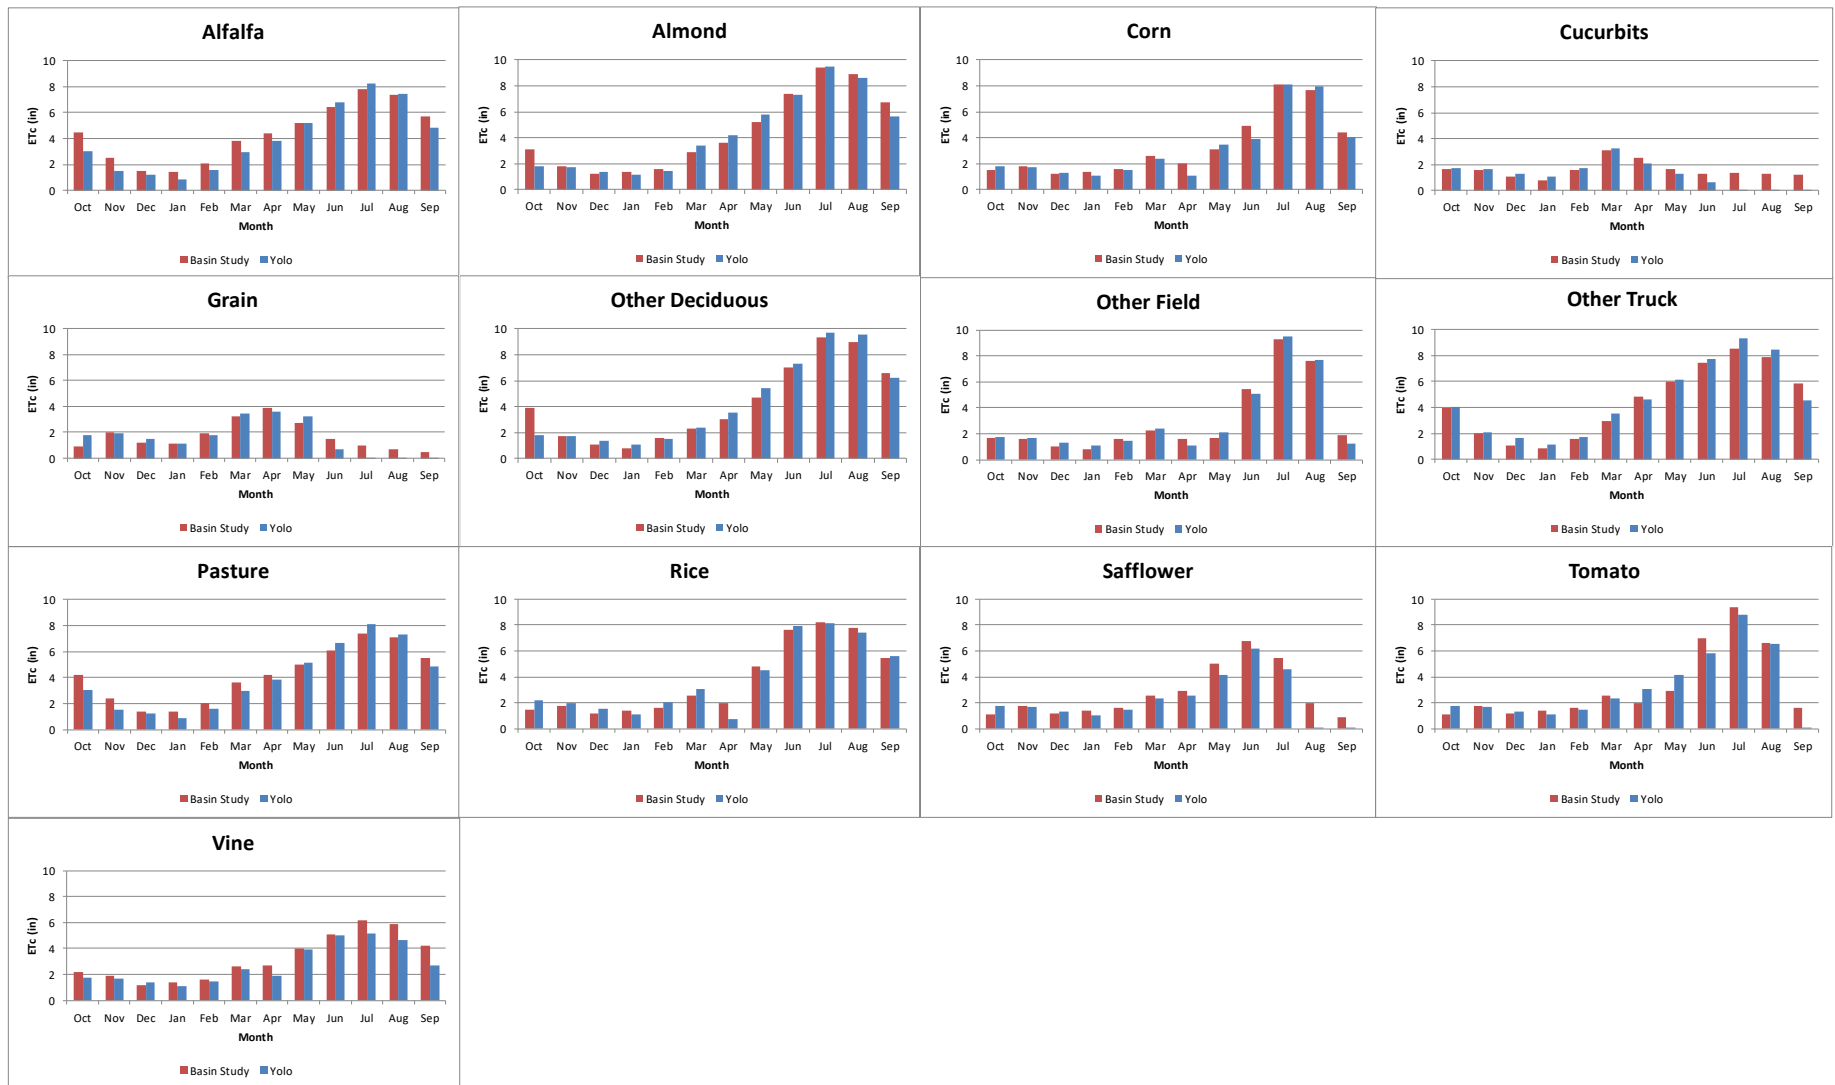 Alfalfa
10
8
6
4
2
0
ETc (in)
Oct Nov Dec Jan Feb Mar Apr May Jun Jul Aug Sep
Month
Basin Study Yolo
Almond
10
8
6
4
2
0
ETc (in)
Oct Nov Dec Jan Feb Mar Apr May Jun Jul Aug Sep
Month
Basin Study Yolo
Corn
10
8
6
4
2
0
ETc (in)
Oct Nov Dec Jan Feb Mar Apr May Jun Jul Aug Sep
Month
Basin Study Yolo
Cucurbits
10
8
6
4
2
0
ETc (in)
Oct Nov Dec Jan Feb Mar Apr May Jun Jul Aug Sep
Month
Basin Study Yolo
Grain
10
8
6
4
2
0
ETc (in)
Oct Nov Dec Jan Feb Mar Apr May Jun Jul Aug Sep
Month
Basin Study Yolo
Other Deciduous
10
8
6
4
2
0
ETc (in)
Oct Nov Dec Jan Feb Mar Apr May Jun Jul Aug Sep
Month
Basin Study Yolo
Other Field
10
8
6
4
2
0
ETc (in)
Oct Nov Dec Jan Feb Mar Apr May Jun Jul Aug Sep
Month
Basin Study Yolo
Other Truck
10
8
6
4
2
0
ETc (in)
Oct Nov Dec Jan Feb Mar Apr May Jun Jul Aug Sep
Month
Basin Study Yolo
Pasture
10
8
6
4
2
0
ETc (in)
Oct Nov Dec Jan Feb Mar Apr May Jun Jul Aug Sep
Month
Basin Study Yolo
Rice
10
8
6
4
2
0
ETc (in)
Oct Nov Dec Jan Feb Mar Apr May Jun Jul Aug Sep
Month
Basin Study Yolo
Safflower
10
8
6
4
2
0
ETc (in)
Oct Nov Dec Jan Feb Mar Apr May Jun Jul Aug Sep
Month
Basin Study Yolo
Tomato
10
8
6
4
2
0
ETc (in)
Oct Nov Dec Jan Feb Mar Apr May Jun Jul Aug Sep
Month
Basin Study Yolo
Vine
10
8
6
4
2
0
ETc (in)
Oct Nov Dec Jan Feb Mar Apr May Jun Jul Aug Sep
Month
Basin Study Yolo